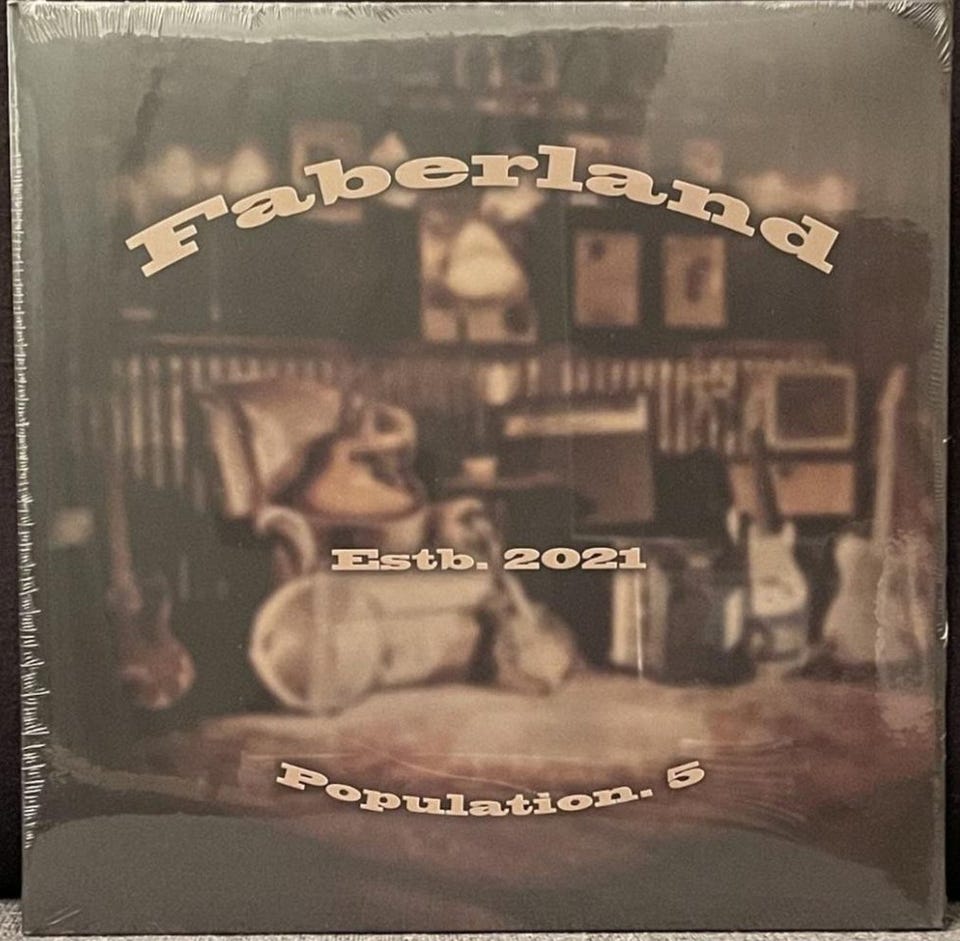 Faberland
Estb. 2021
Population. 5